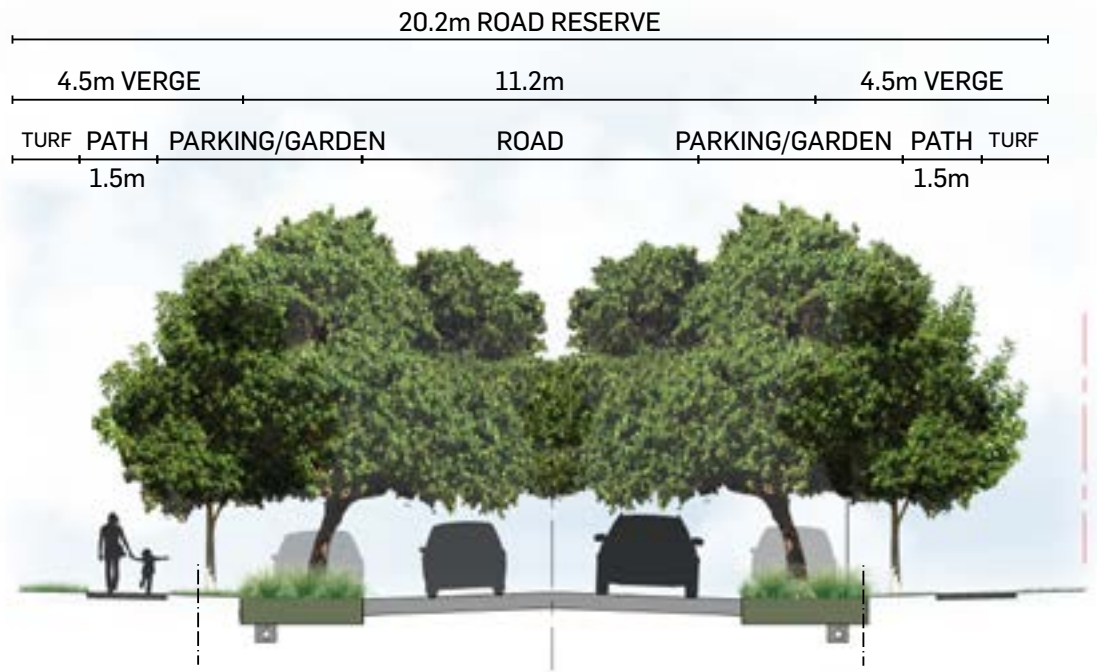 20.2m ROAD RESERVE
4.5m VERGE 11.2m 4.5m VERGE
TURF PATH PARKING/GARDEN ROAD PARKING/GARDEN PATH TURF
1.5m 1.5m